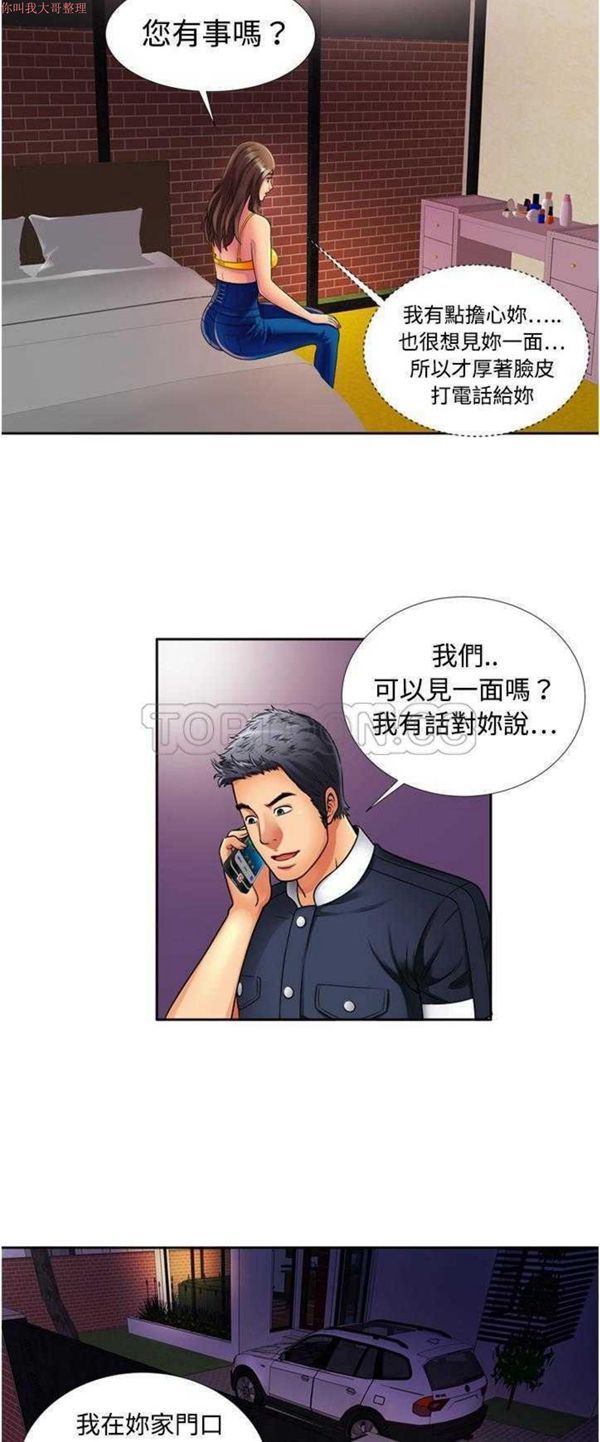 你叫我大哥整理
您有事嗎？
我有點擔心妳.....
也很想見妳一面...
所以才厚著臉皮
打電話給妳
我們..
可以見一面嗎？
我有話對妳說...
TOPTOON.CC
我在妳家門口